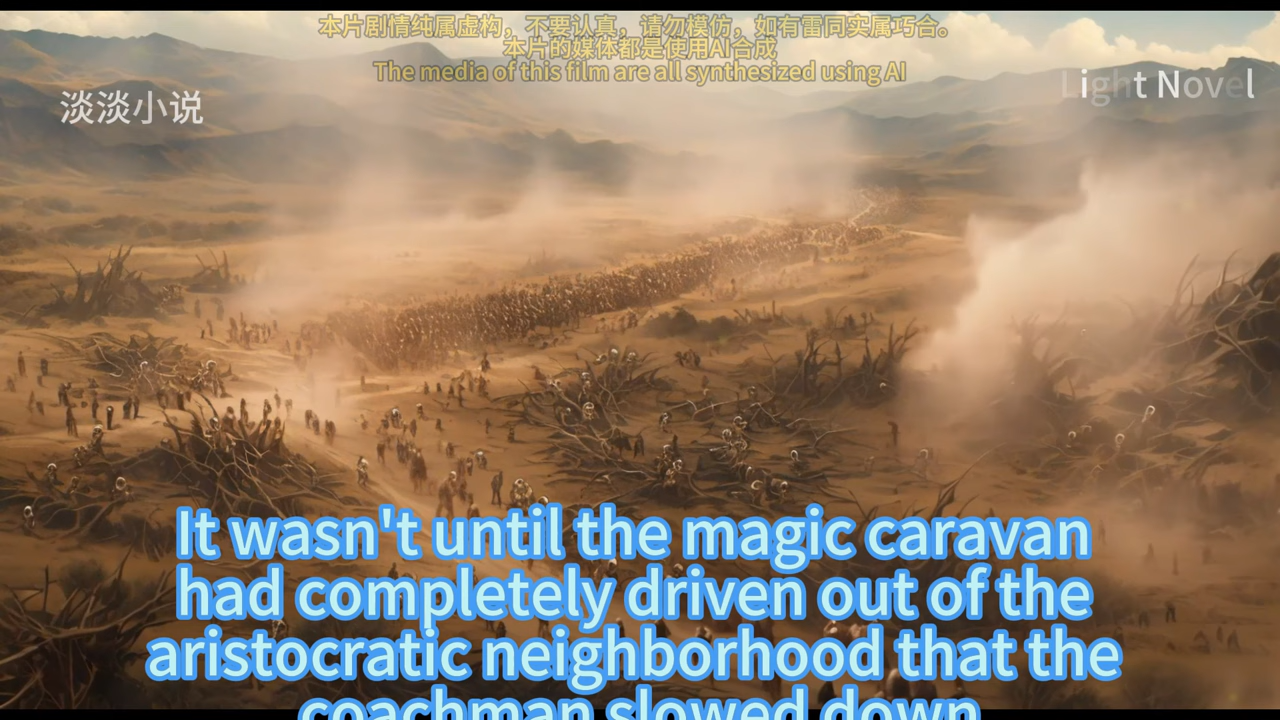 本片剧情纯属虚构，不要认真，请勿模仿，如有雷同实属巧合。
本片的媒体都是使用AI合成
The media of this film are all synthesized using AI
淡淡小说
Light Novel
It wasn't until the magic caravan
had completely driven out of the
aristocratic neighborhood that the
coachman slowed down